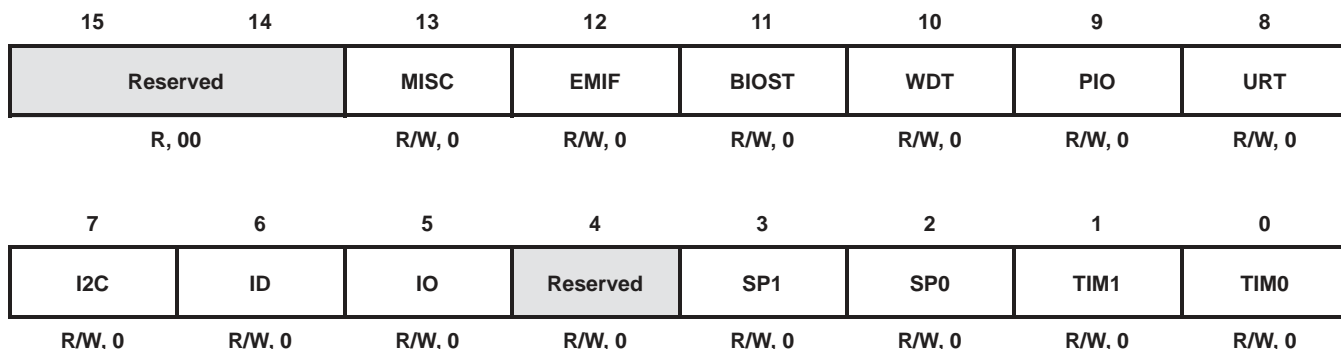 15 14 13 12 11 10 9 8
Reserved MISC EMIF BIOST WDT PIO URT
R, 00 R/W, 0 R/W, 0 R/W, 0 R/W, 0 R/W, 0 R/W, 0
7 6 5 4 3 2 1 0
I2C ID IO Reserved SP1 SP0 TIM1 TIM0
R/W, 0 R/W, 0 R/W, 0 R/W, 0 R/W, 0 R/W, 0 R/W, 0 R/W, 0